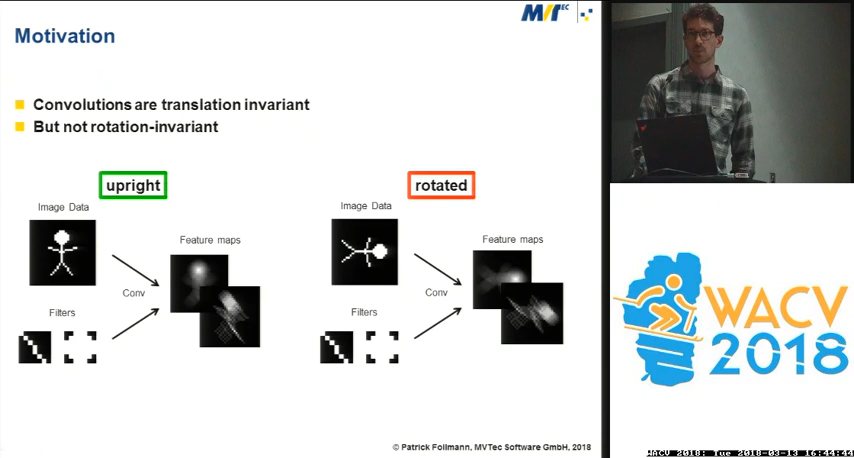 MVTEC
Motivation
Convolutions are translation invariant
But not rotation-invariant
upright
Image Data
Feature maps
Conv
Filters
rotated
Image Data
Feature maps
Conv
Filters
© Patrick Follmann, MVTec Software GmbH, 2018
WACV
2018
WACV 2018: Tue 2018-03-13 16:44:44